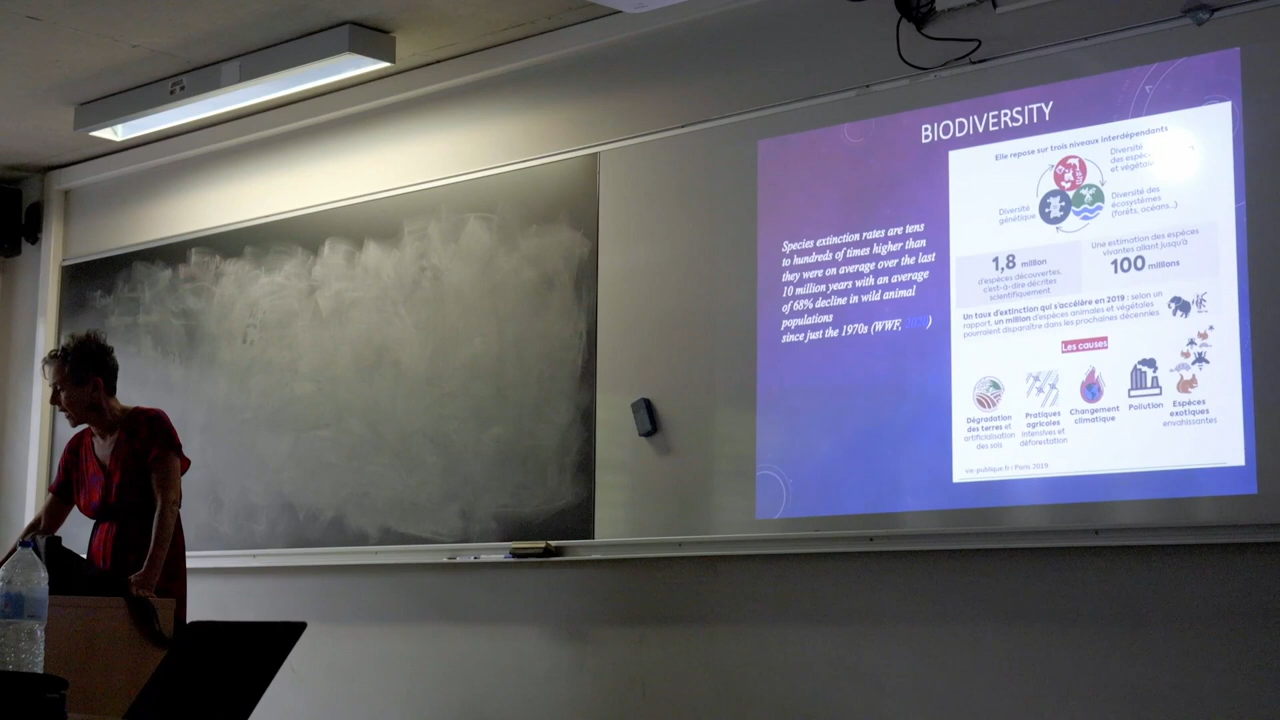 BIODIVERSITY
Species extinction rates are tens
to hundreds of times higher than
they were on average over the last
10 million years with an average
of 68% decline in wild animal
populations
since just the 1970s (WWF, 2020)
Elle repose sur trois niveaux interdépendants
Diversité
des espèc
et végétal
Diversité
génétique
Diversité des
écosystèmes
(forêts, océans...)
1,8 million
d'espèces découvertes,
c'est-à-dire décrites
scientifiquement
Une estimation des espèces
vivantes allant jusqu'à
100 millions
Un taux d'extinction qui s'accélère en 2019 : selon un
rapport, un million d'espèces animales et végétales
pourraient disparaître dans les prochaines décennies
Les causes
Dégradation
des terres et
artificialisation
des sols
Pratiques
agricoles
intensives et
déforestation
Changement
climatique
Pollution
Espèces
exotiques
envahissantes
vie-publique.fr | Paris 2019